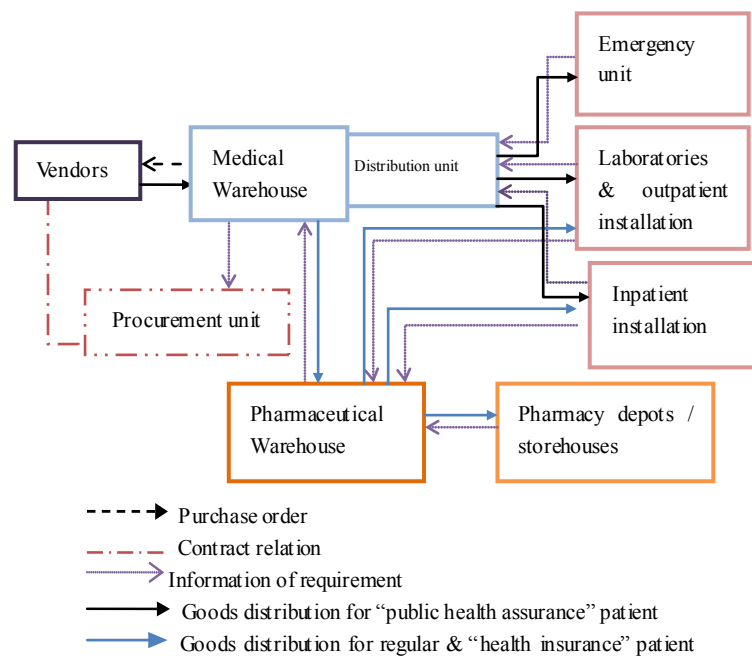 Emergency
unit
Vendors
Medical
Warehouse
Distribution unit
Laboratories
& outpatient
installation
Procurement unit
Inpatient
installation
Pharmaceutical
Warehouse
Pharmacy depots /
storehouses
Purchase order
Contract relation
Information of requirement
Goods distribution for “public health assurance” patient
Goods distribution for regular & “health insurance” patient